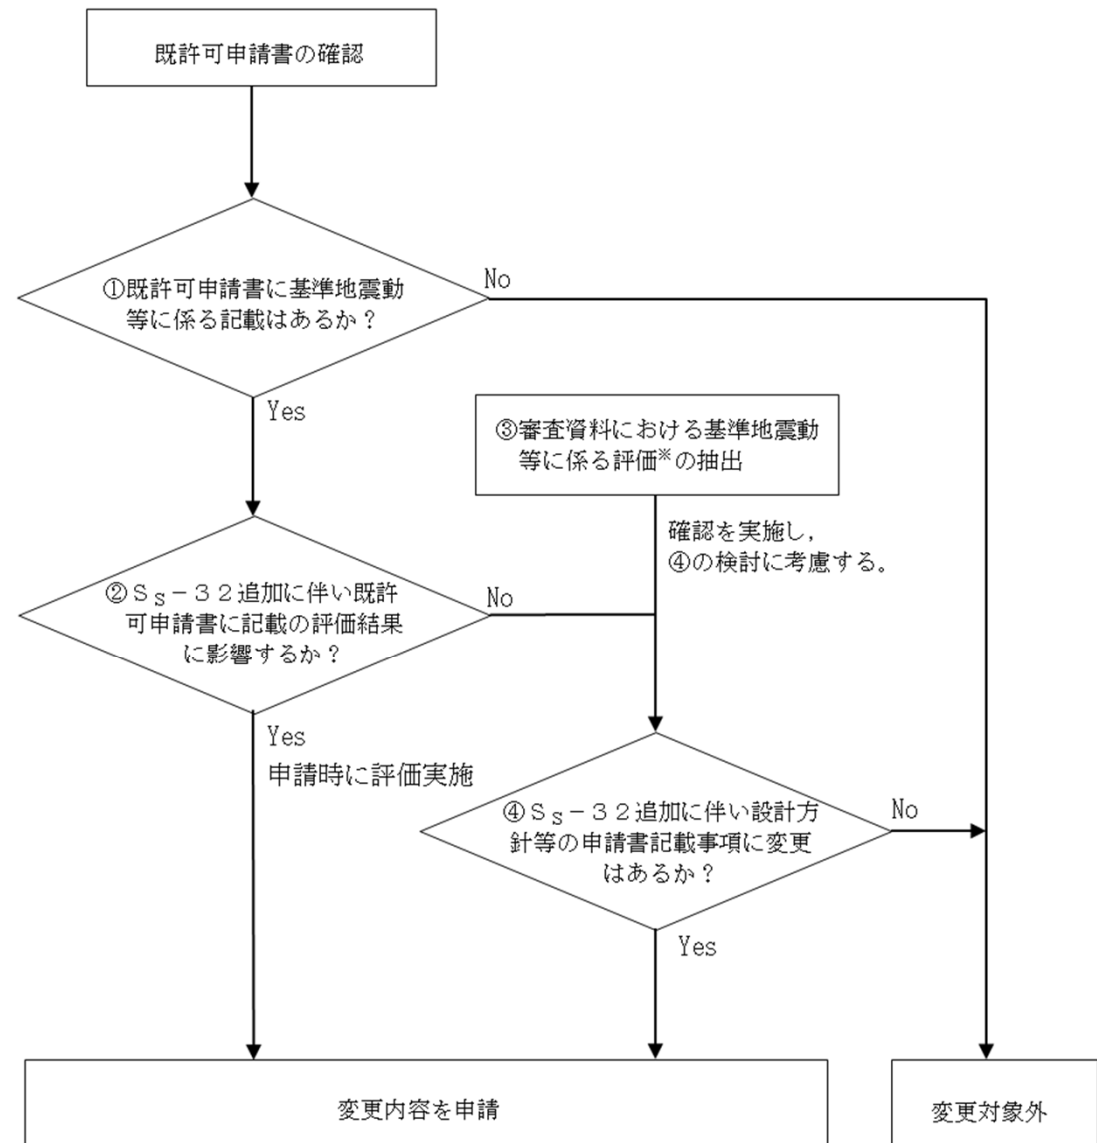 既許可申請書の確認
①既許可申請書に基準地震動
等に係る記載はあるか？
No
Yes
③審査資料における基準地震動
等に係る評価※の抽出
確認を実施し，
④の検討に考慮する。
②Ｓｓ－３２追加に伴い既許
可申請書に記載の評価結果
に影響するか？
No
Yes
申請時に評価実施
④Ｓｓ－３２追加に伴い設計方
針等の申請書記載事項に変更
はあるか？
No
Yes
変更内容を申請
変更対象外